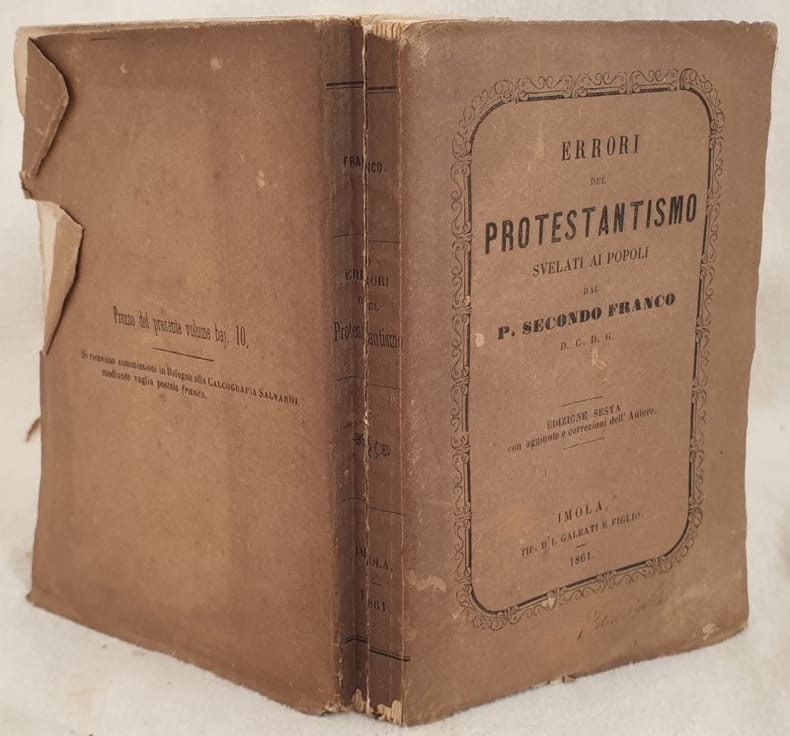 ERRORI
DEL
PROTESTANTISMO
SVELATI AI POPOLI
DAL
P. SECONDO FRANCO
D. C. D. G.
EDIZIONE SESTA
con aggiunte e correzioni dell' Autore.
IMOLA,
TIP. D' I. GALEATI E FIGLIO.
1861.
FRANCO.
ERRORI
DEL
Protestantismo
IMOLA,
1861.
Prezzo del presente volume baj. 10.
Si ricevono commissioni in Bologna alla CALCOGRAFIA SALVARDI
mediante vaglia postale franco.